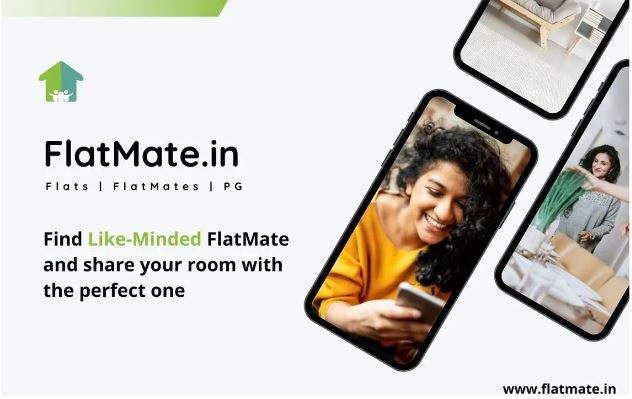 FlatMate.in
Flats | FlatMates | PG
Find Like-Minded FlatMate
and share your room with
the perfect one
www.flatmate.in